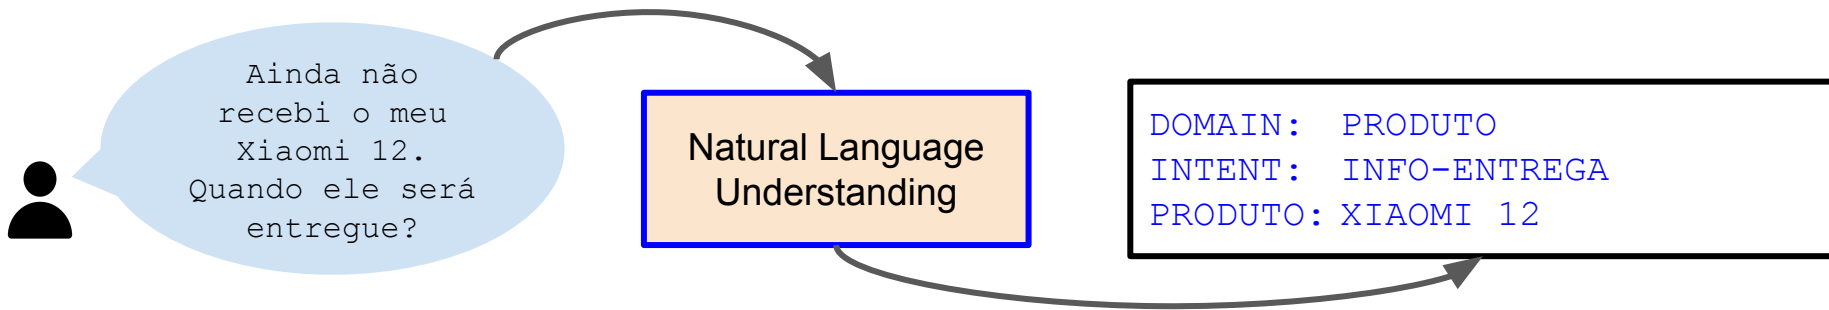 Ainda não
recebi o meu
Xiaomi 12.
Quando ele será
entregue?
Natural Language
Understanding
DOMAIN: PRODUTO
INTENT: INFO-ENTREGA
PRODUTO: XIAOMI 12